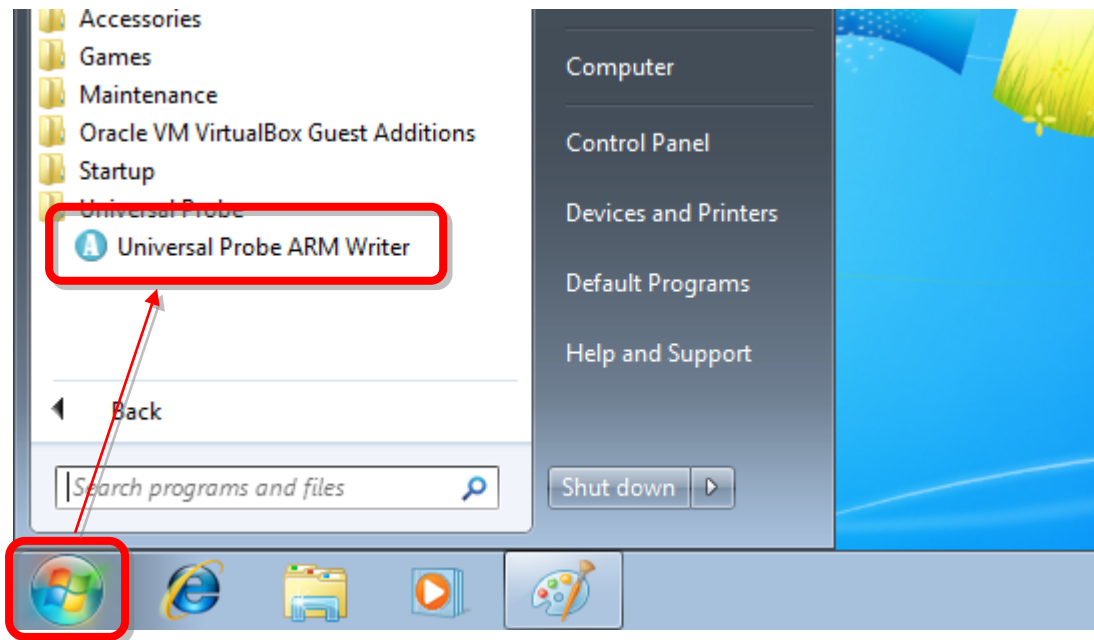 Accessories
Games
Maintenance
Oracle VM VirtualBox Guest Additions
Startup
Universal Probe
Universal Probe ARM Writer
Back
Search programs and files
Computer
Control Panel
Devices and Printers
Default Programs
Help and Support
Shut down